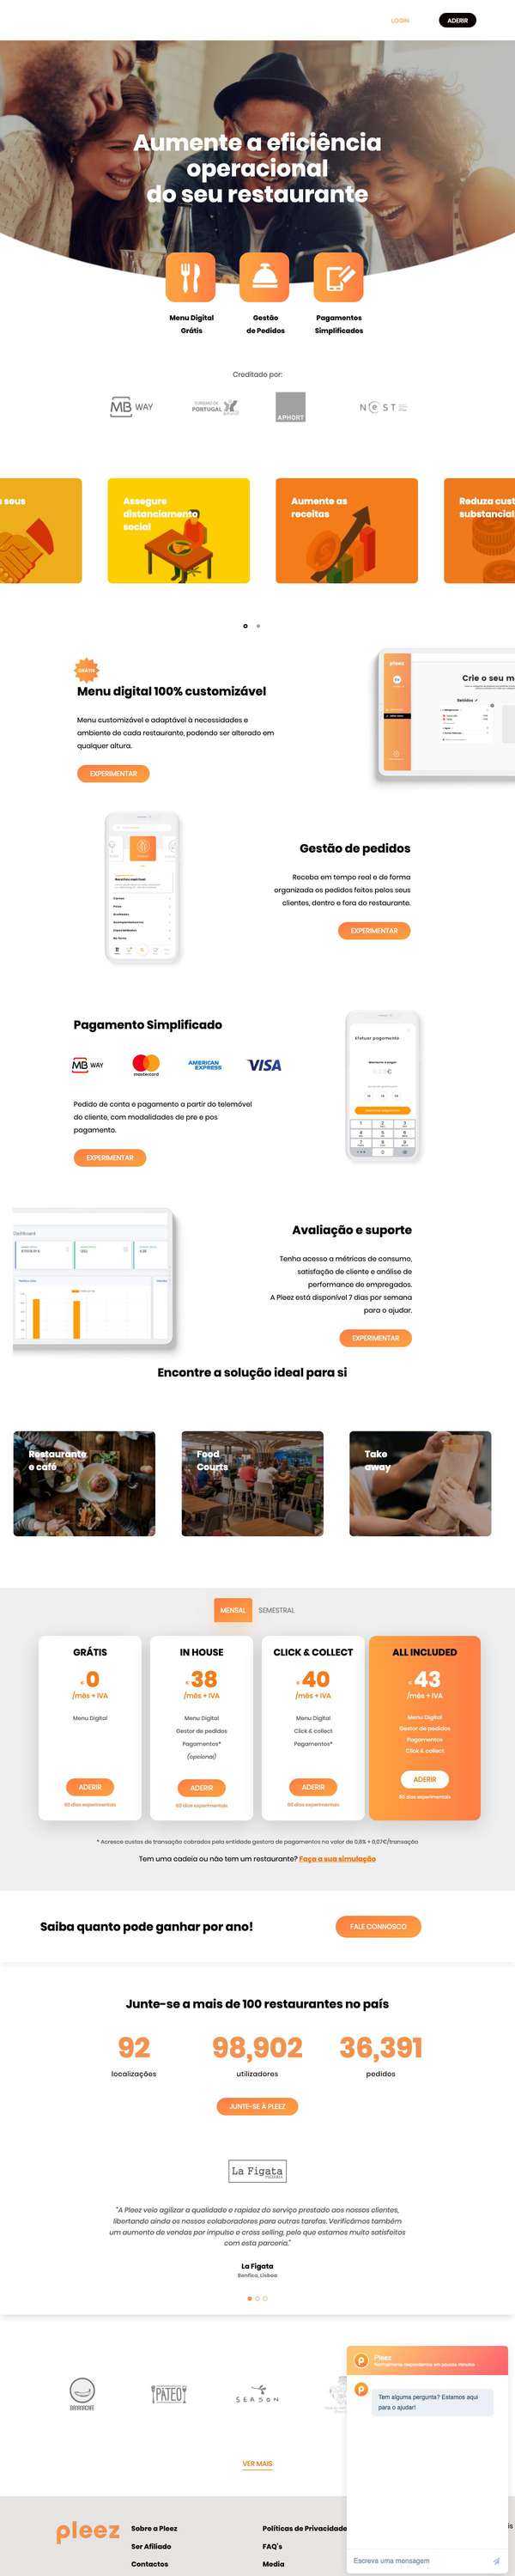 LOGIN
ADERIR
Aumente a eficiência
operacional
do seu restaurante
Menu Digital
Grátis
Gestão
de Pedidos
Pagamentos
Simplificados
Creditado por:
MB WAY
TURISMO DE
PORTUGAL
APHORT
NeST
s seus
Assegure
distanciamento
social
Aumente as
receitas
Reduza cust
substancial
GRÁTIS
Menu digital 100% customizável
Menu customizável e adaptável à necessidades e
ambiente de cada restaurante, podendo ser alterado em
qualquer altura.
EXPERIMENTAR
pleez
Crie o seu m
Gestão de pedidos
Receba em tempo real e de forma
organizada os pedidos feitos pelos seus
clientes, dentro e fora do restaurante.
EXPERIMENTAR
Pagamento Simplificado
MB WAY
mastercard
AMERICAN
EXPRESS
VISA
Pedido de conta e pagamento a partir do telemóvel
do cliente, com modalidades de pre e pos
pagamento.
EXPERIMENTAR
Efetuar pagamento
Dashboard
Avaliação e suporte
Tenha acesso a métricas de consumo,
satisfação de cliente e análise de
performance de empregados.
A Pleez está disponível 7 dias por semana
para o ajudar.
EXPERIMENTAR
Encontre a solução ideal para si
Restaurante
e café
Food
Courts
Take
away
MENSAL
SEMESTRAL
GRÁTIS
€ 0
/mês + IVA
Menu Digital
ADERIR
60 dias experimentais
IN HOUSE
€ 38
/mês + IVA
Menu Digital
Gestor de pedidos
Pagamentos*
(opcional)
ADERIR
60 dias experimentais
CLICK & COLLECT
€ 40
/mês + IVA
Menu Digital
Click & collect
Pagamentos*
ADERIR
60 dias experimentais
ALL INCLUDED
€ 43
/mês + IVA
Menu Digital
Gestor de pedidos
Pagamentos
Click & collect
ADERIR
60 dias experimentais
* Acresce custos de transação cobrados pela entidade gestora de pagamentos no valor de 0,8% + 0,07€/transação
Tem uma cadeia ou não tem um restaurante? Faça a sua simulação
Saiba quanto pode ganhar por ano!
FALE CONNOSCO
Junte-se a mais de 100 restaurantes no país
92
localizações
98,902
utilizadores
36,391
pedidos
JUNTE-SE À PLEEZ
La Figata
"A Pleez veio agilizar a qualidade e rapidez do serviço prestado aos nossos clientes,
libertando ainda os nossos colaboradores para outras tarefas. Verificámos também
um aumento de vendas por impulso e cross selling, pelo que estamos muito satisfeitos
com esta parceria."
La Figata
Benfica, Lisboa
PÁTEO
SEASON
VER MAIS
Pleez
Normalmente respondemos em poucos minutos
Tem alguma pergunta? Estamos aqui
para o ajudar!
Escreva uma mensagem
pleez
Sobre a Pleez
Ser Afiliado
Contactos
Políticas de Privacidade
FAQ's
Media
is